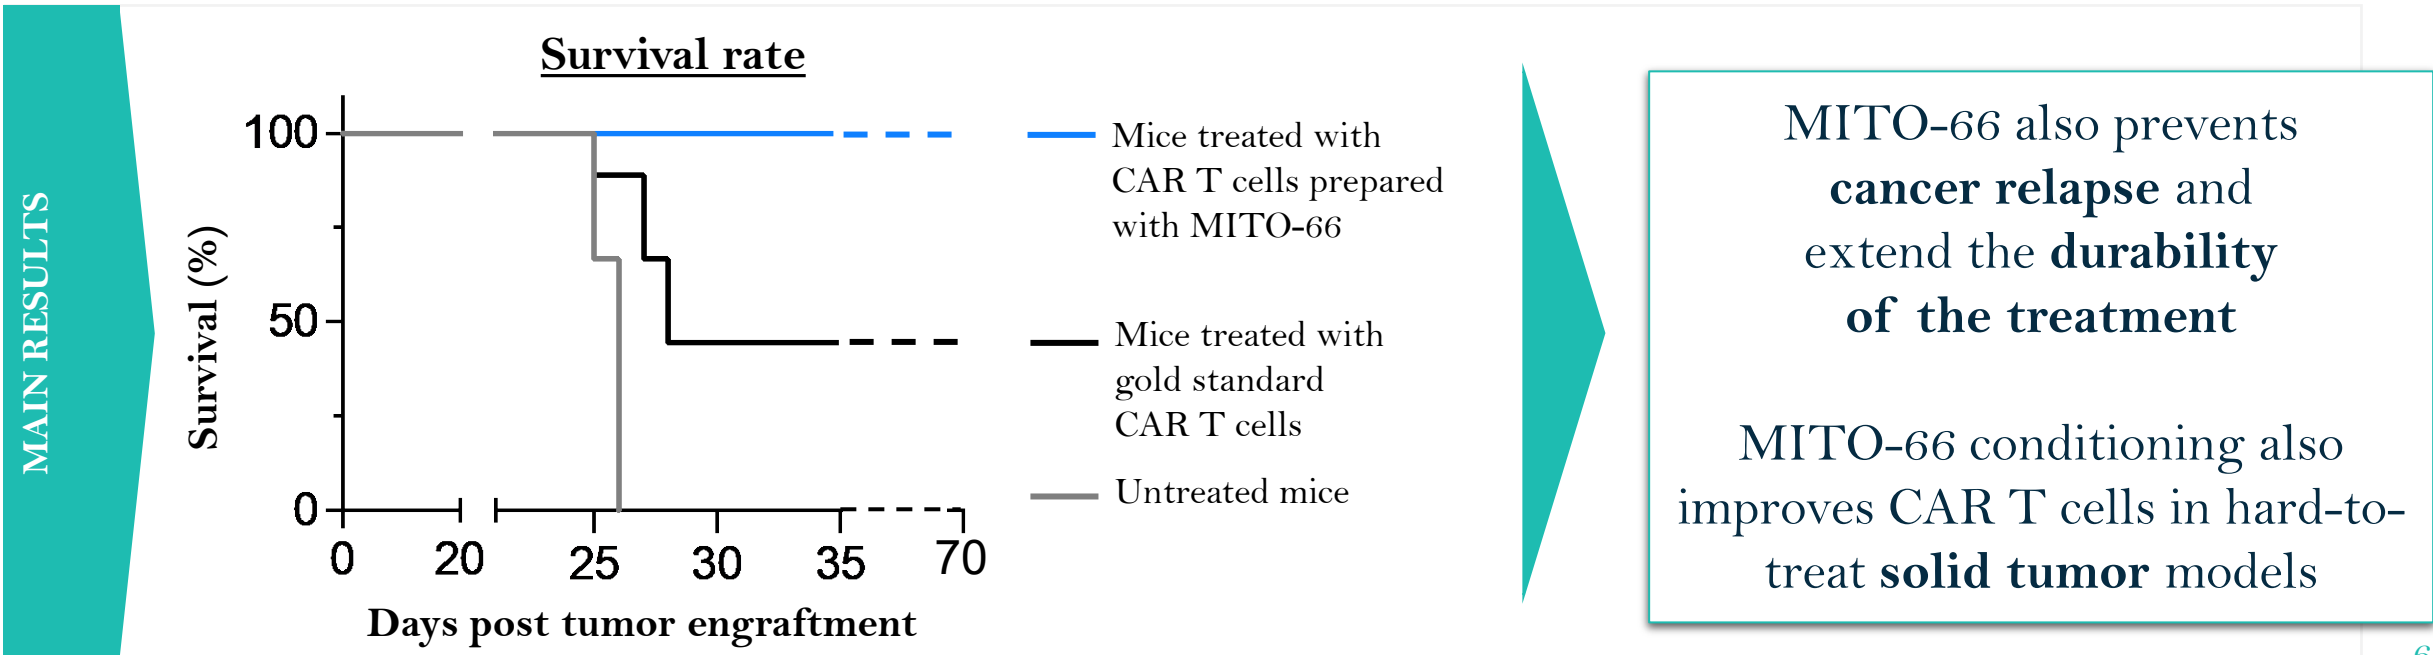 MAIN RESULTS
Survival rate
Survival (%)
100
50
0
0
20
25
30
35
70
Days post tumor engraftment
Mice treated with
CAR T cells prepared
with MITO-66
Mice treated with
gold standard
CAR T cells
Untreated mice
MITO-66 also prevents
cancer relapse and
extend the durability
of the treatment
MITO-66 conditioning also
improves CAR T cells in hard-to-
treat solid tumor models